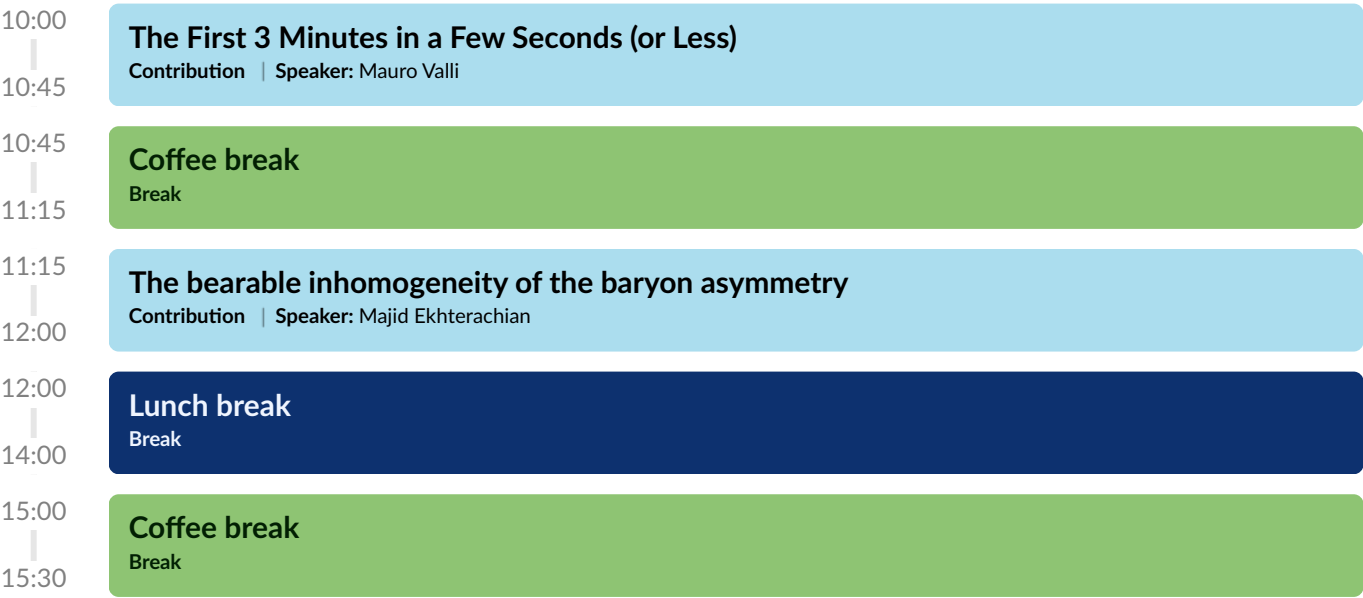 10:00
10:45
The First 3 Minutes in a Few Seconds (or Less)
Contribution | Speaker: Mauro Valli
10:45
11:15
Coffee break
Break
11:15
12:00
The bearable inhomogeneity of the baryon asymmetry
Contribution | Speaker: Majid Ekhterachian
12:00
14:00
Lunch break
Break
15:00
15:30
Coffee break
Break